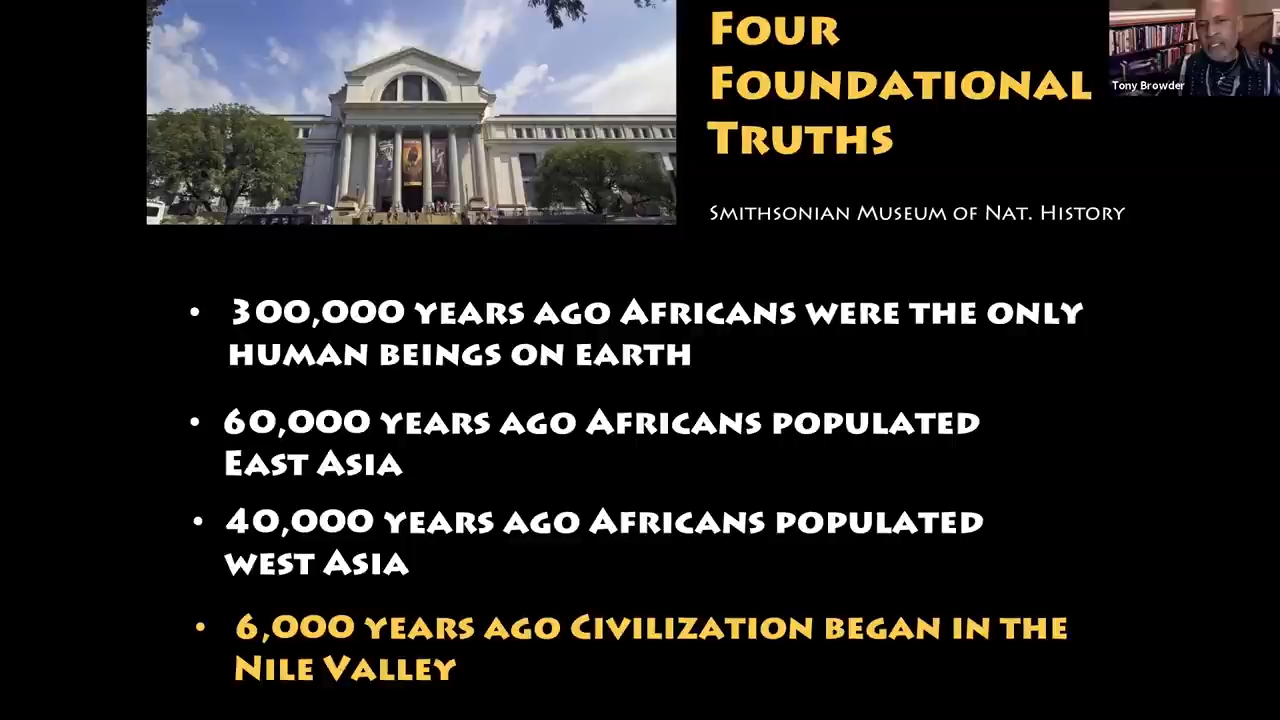 Four
Foundational
Truths
Tony Browder
Smithsonian Museum of Nat. History
• 300,000 years ago Africans were the only
human beings on earth
• 60,000 years ago Africans populated
East Asia
• 40,000 years ago Africans populated
west Asia
• 6,000 years ago Civilization began in the
Nile Valley